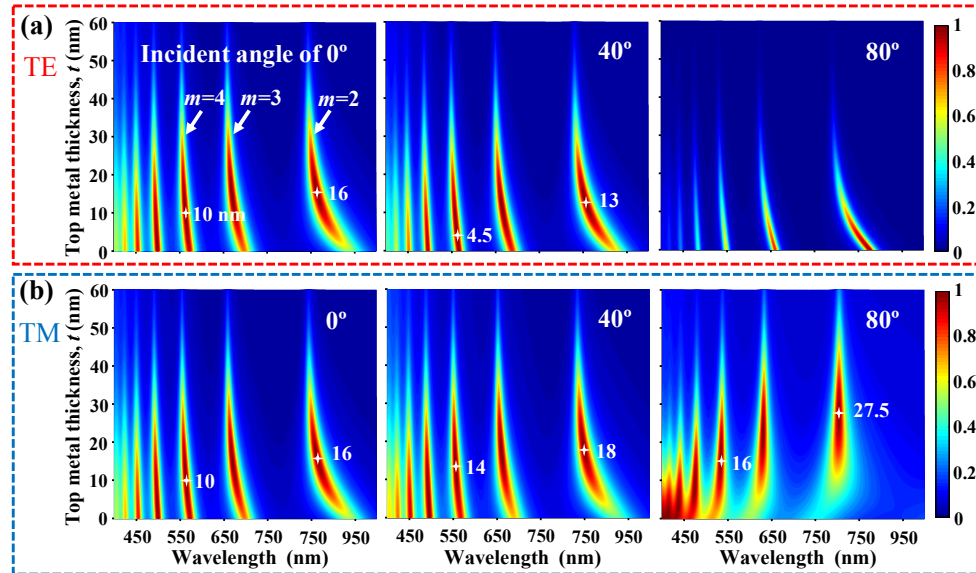 (a)
TE
Top metal thickness, t (nm)
60
50
40
30
20
10
0
Incident angle of 0º
m=4
m=3
m=2
16
10 nm
40º
13
4.5
80º
1
0.8
0.6
0.4
0.2
0
(b)
TM
Top metal thickness, t (nm)
60
50
40
30
20
10
0
0º
16
10
40º
18
14
80º
27.5
16
1
0.8
0.6
0.4
0.2
0
450 550 650 750 850 950
450 550 650 750 850 950
450 550 650 750 850 950
Wavelength (nm)
Wavelength (nm)
Wavelength (nm)